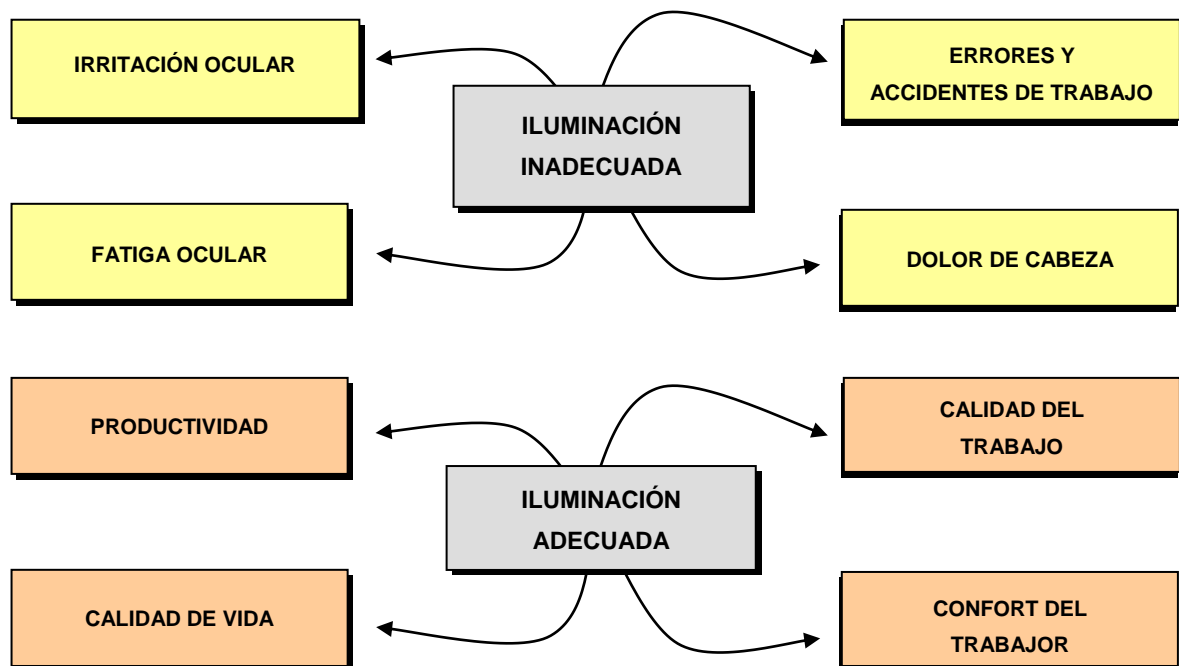 IRRITACIÓN OCULAR
ERRORES Y
ACCIDENTES DE TRABAJO
ILUMINACIÓN
INADECUADA
FATIGA OCULAR
DOLOR DE CABEZA
PRODUCTIVIDAD
CALIDAD DEL
TRABAJO
ILUMINACIÓN
ADECUADA
CALIDAD DE VIDA
CONFORT DEL
TRABAJOR